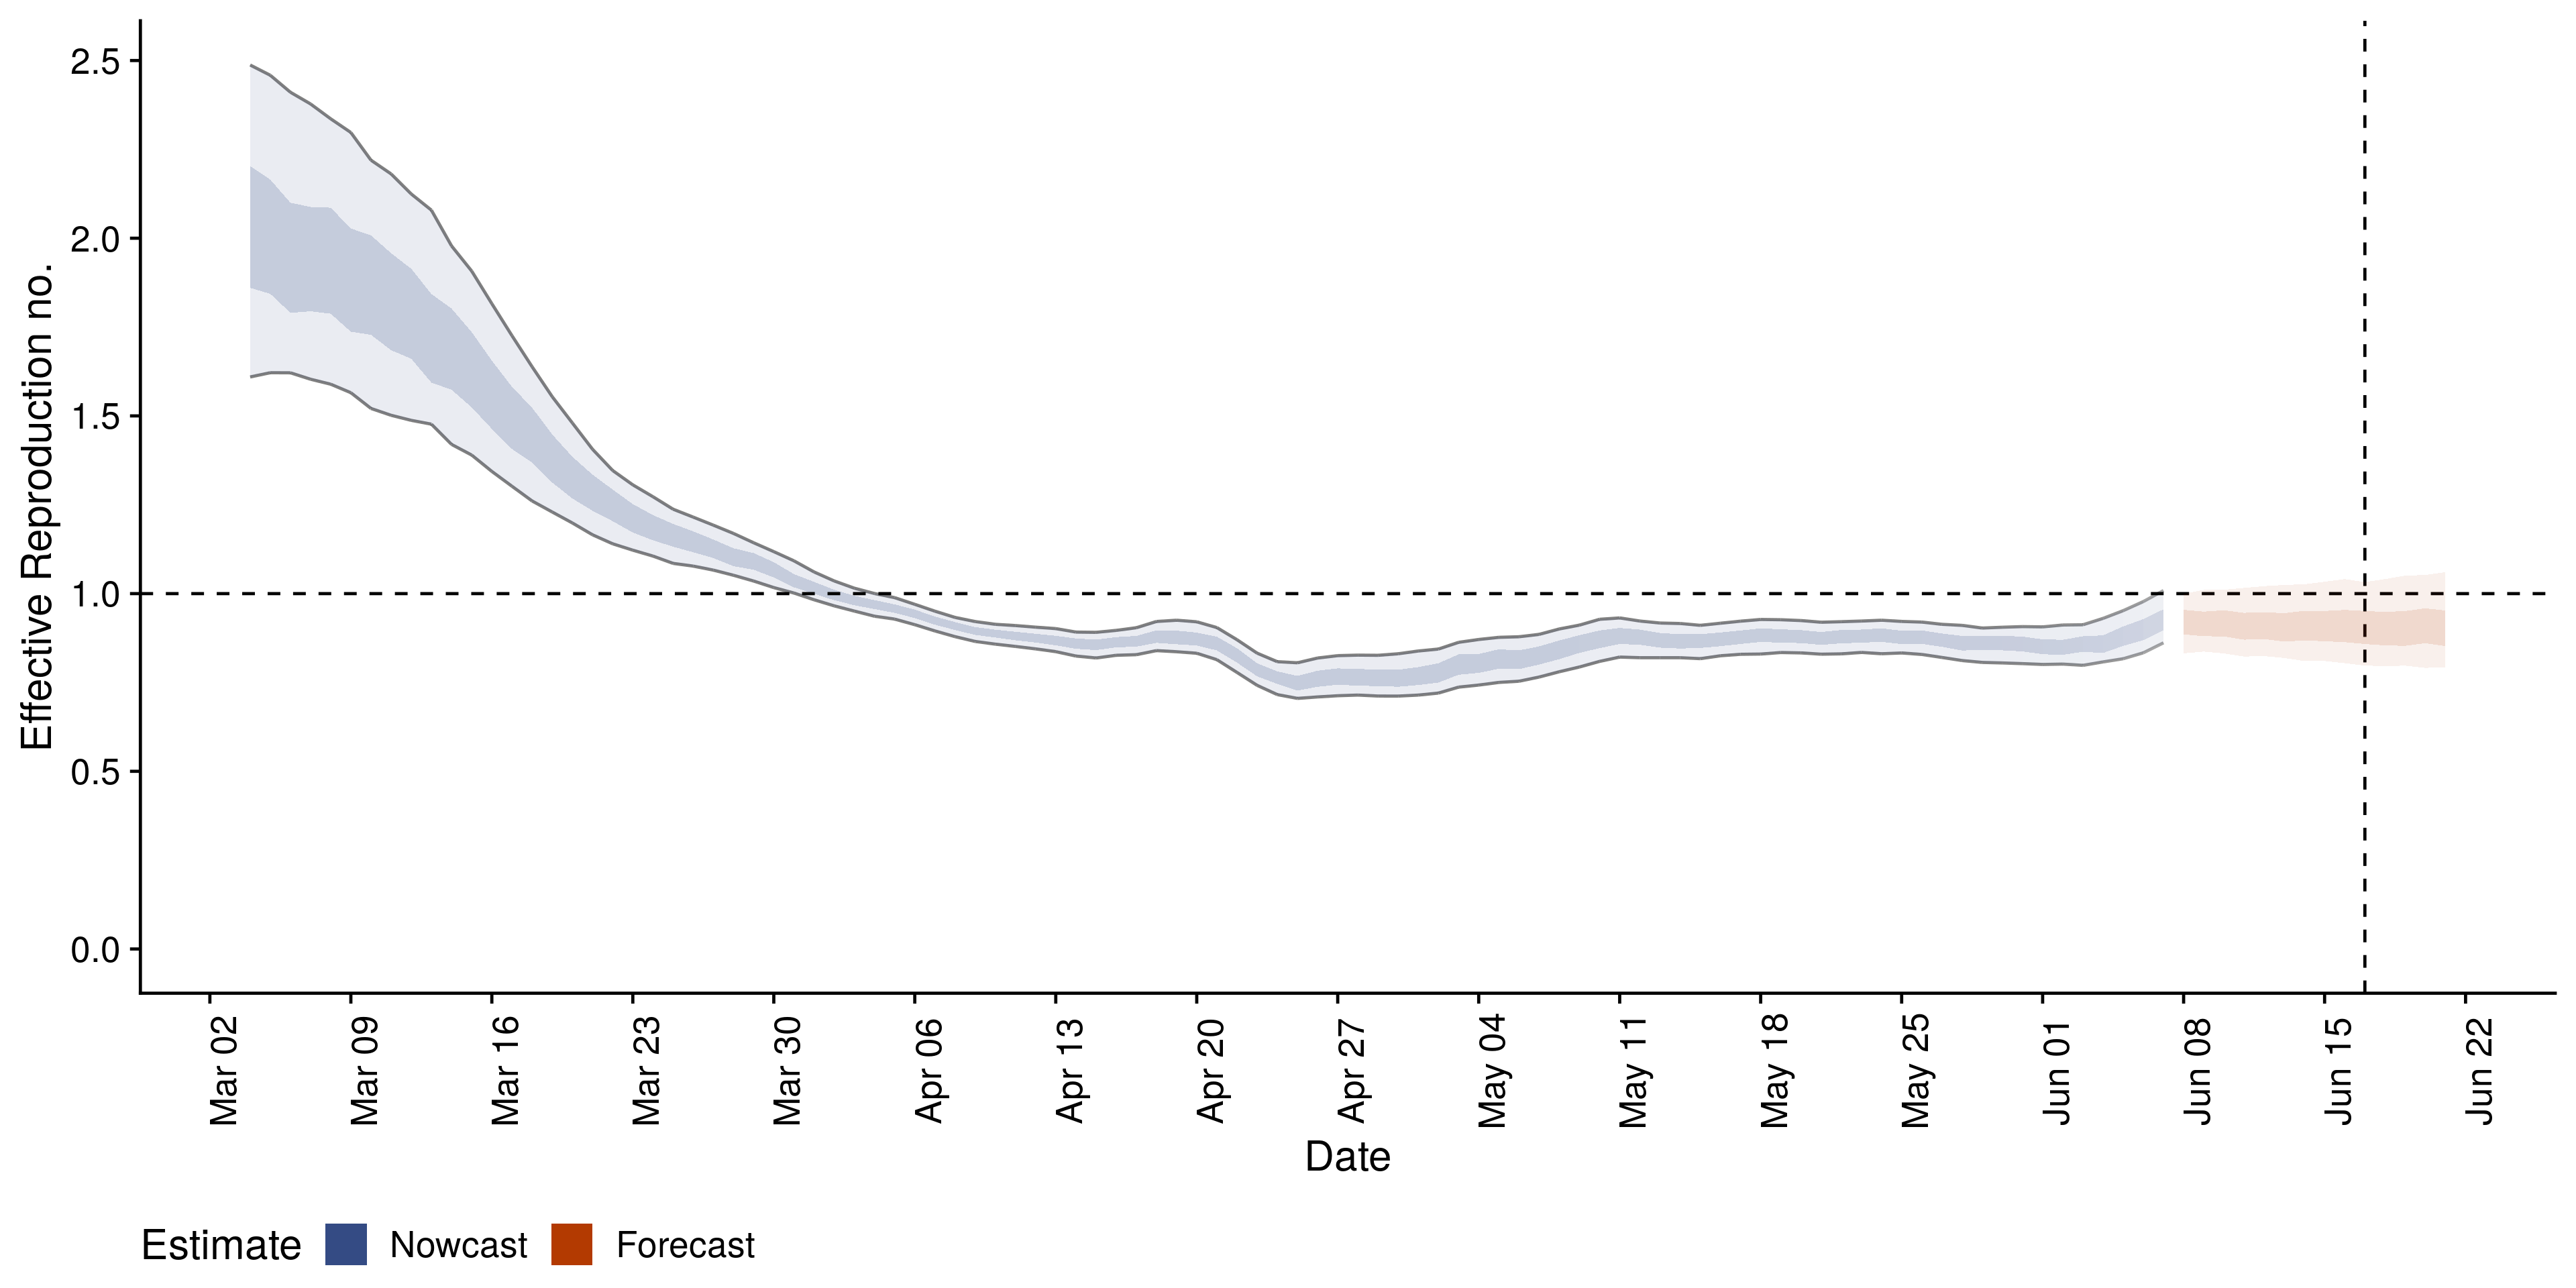 Effective Reproduction no.
2.5
2.0
1.5
1.0
0.5
0.0
Mar 02
Mar 09
Mar 16
Mar 23
Mar 30
Apr 06
Apr 13
Apr 20
Apr 27
May 04
May 11
May 18
May 25
Jun 01
Jun 08
Jun 15
Jun 22
Date
Estimate Nowcast Forecast